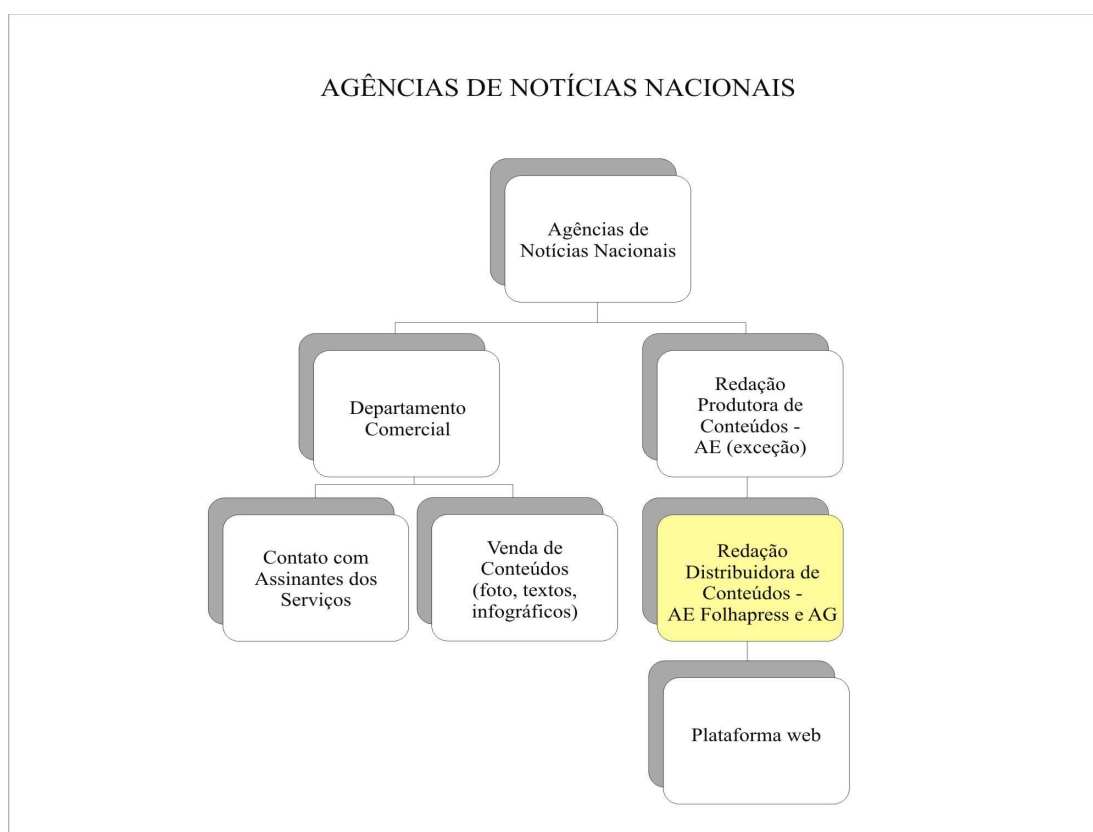 AGÊNCIAS DE NOTÍCIAS NACIONAIS
Agências de
Notícias Nacionais
Departamento
Comercial
Redação
Produtora de
Conteúdos -
AE (exceção)
Contato com
Assinantes dos
Serviços
Venda de
Conteúdos
(foto, textos,
infográficos)
Redação
Distribuidora de
Conteúdos -
AE Folhapress e AG
Plataforma web